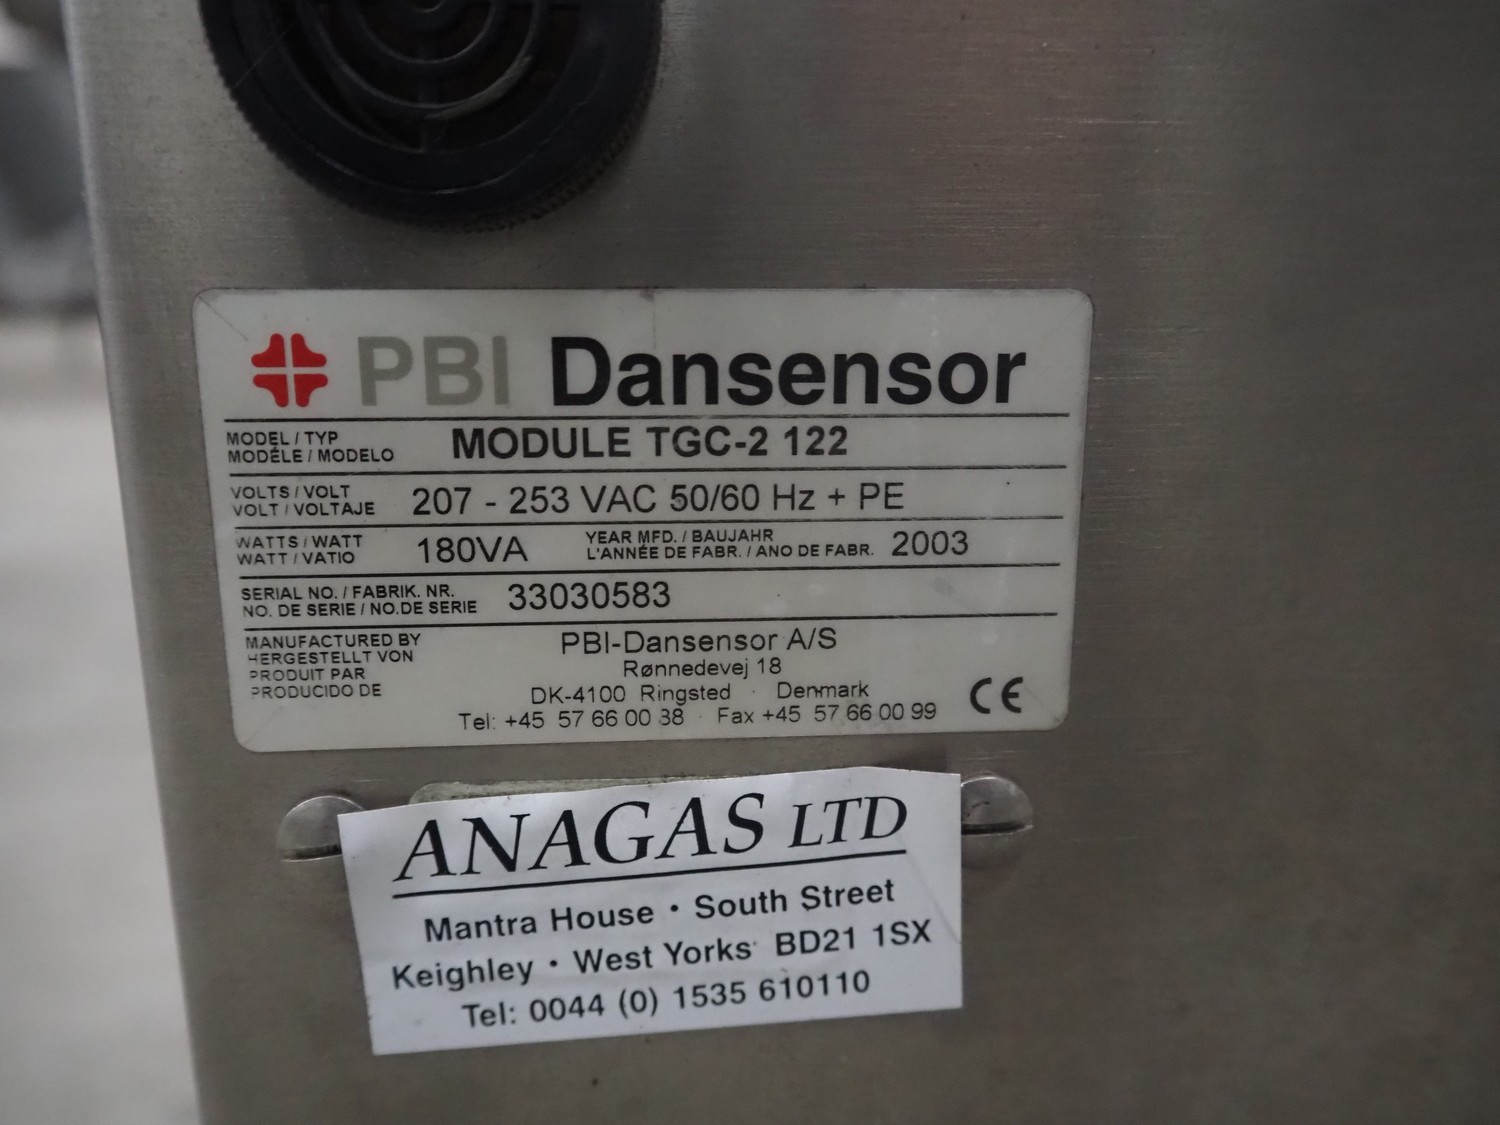 PBI Dansensor
MODEL / TYP
MODÉLE / MODELO
MODULE TGC-2 122
VOLTS / VOLT
VOLT / VOLTAJE
207 - 253 VAC 50/60 Hz + PE
WATTS / WATT
WATT / VATIO
180VA
YEAR MFD. / BAUJAHR
L'ANNÉE DE FABR. / ANO DE FABR.
2003
SERIAL NO. / FABRIK. NR.
NO. DE SERIE / NO.DE SERIE
33030583
MANUFACTURED BY
HERGESTELLT VON
PRODUIT PAR
PRODUCIDO DE
PBI-Dansensor A/S
Rønnedevej 18
DK-4100 Ringsted · Denmark
Tel: +45 57 66 00 88 · Fax +45 57 66 00 99
CE
ANAGAS LTD
Mantra House • South Street
Keighley • West Yorks BD21 1SX
Tel: 0044 (0) 1535 610110